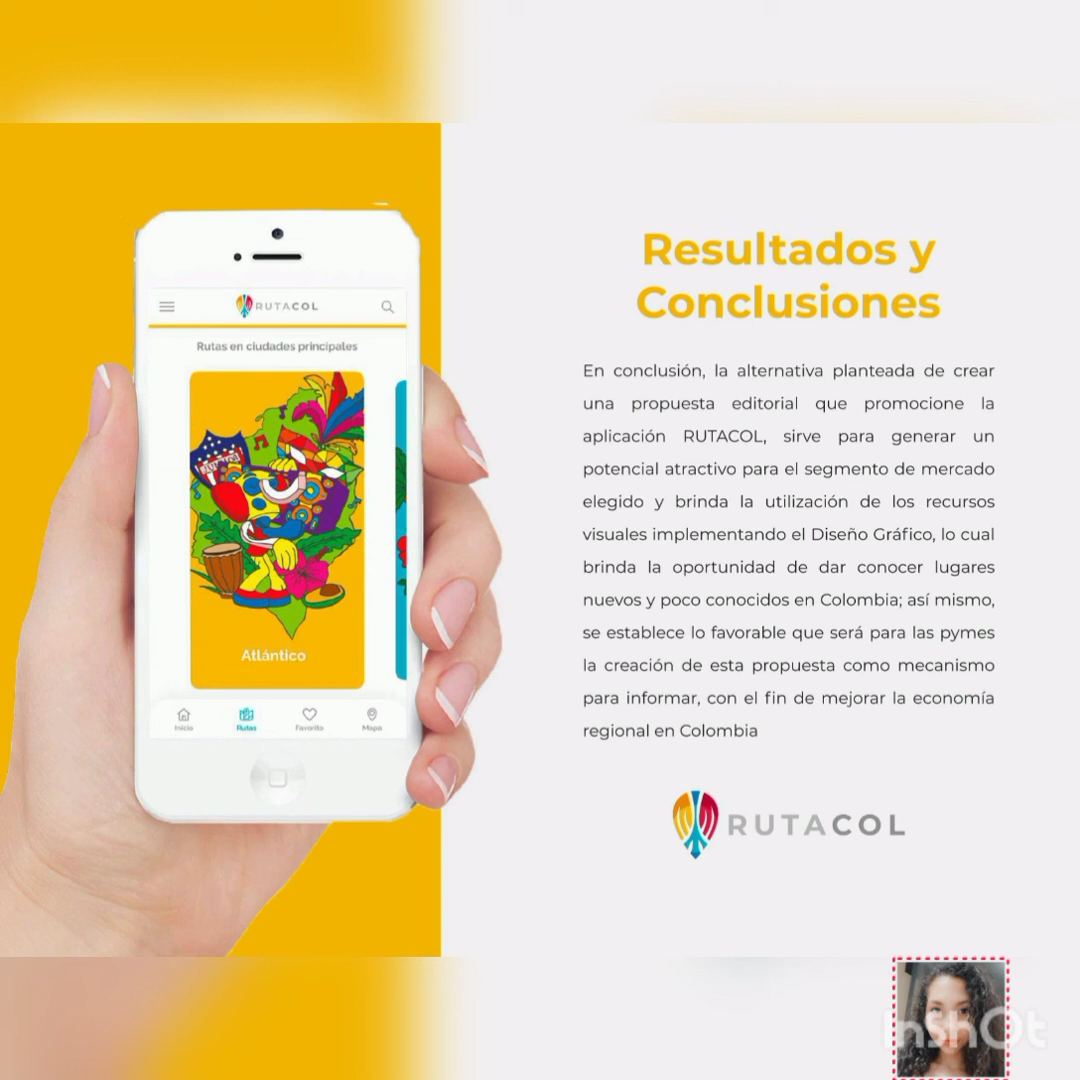 RUTACOL
Rutas en ciudades principales
JUNIOR
Atlántico
Inicio
Rutas
Favorito
Mapa
Resultados y
Conclusiones
En conclusión, la alternativa planteada de crear
una propuesta editorial que promocione la
aplicación RUTACOL, sirve para generar un
potencial atractivo para el segmento de mercado
elegido y brinda la utilización de los recursos
visuales implementando el Diseño Gráfico, lo cual
brinda la oportunidad de dar conocer lugares
nuevos y poco conocidos en Colombia; así mismo,
se establece lo favorable que será para las pymes
la creación de esta propuesta como mecanismo
para informar, con el fin de mejorar la economía
regional en Colombia
RUTACOL
InShOt